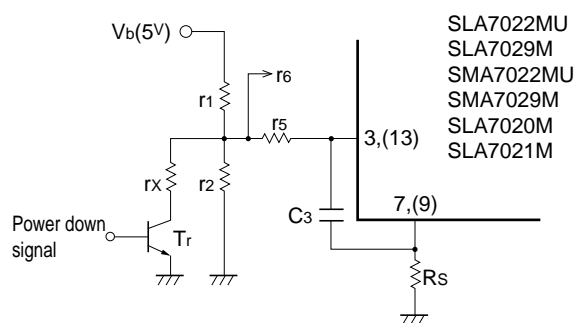 Vb(5V)
r6
r1
r5
3,(13)
rX
r2
C3
7,(9)
Power down
signal
Tr
RS
SLA7022MU
SLA7029M
SMA7022MU
SMA7029M
SLA7020M
SLA7021M